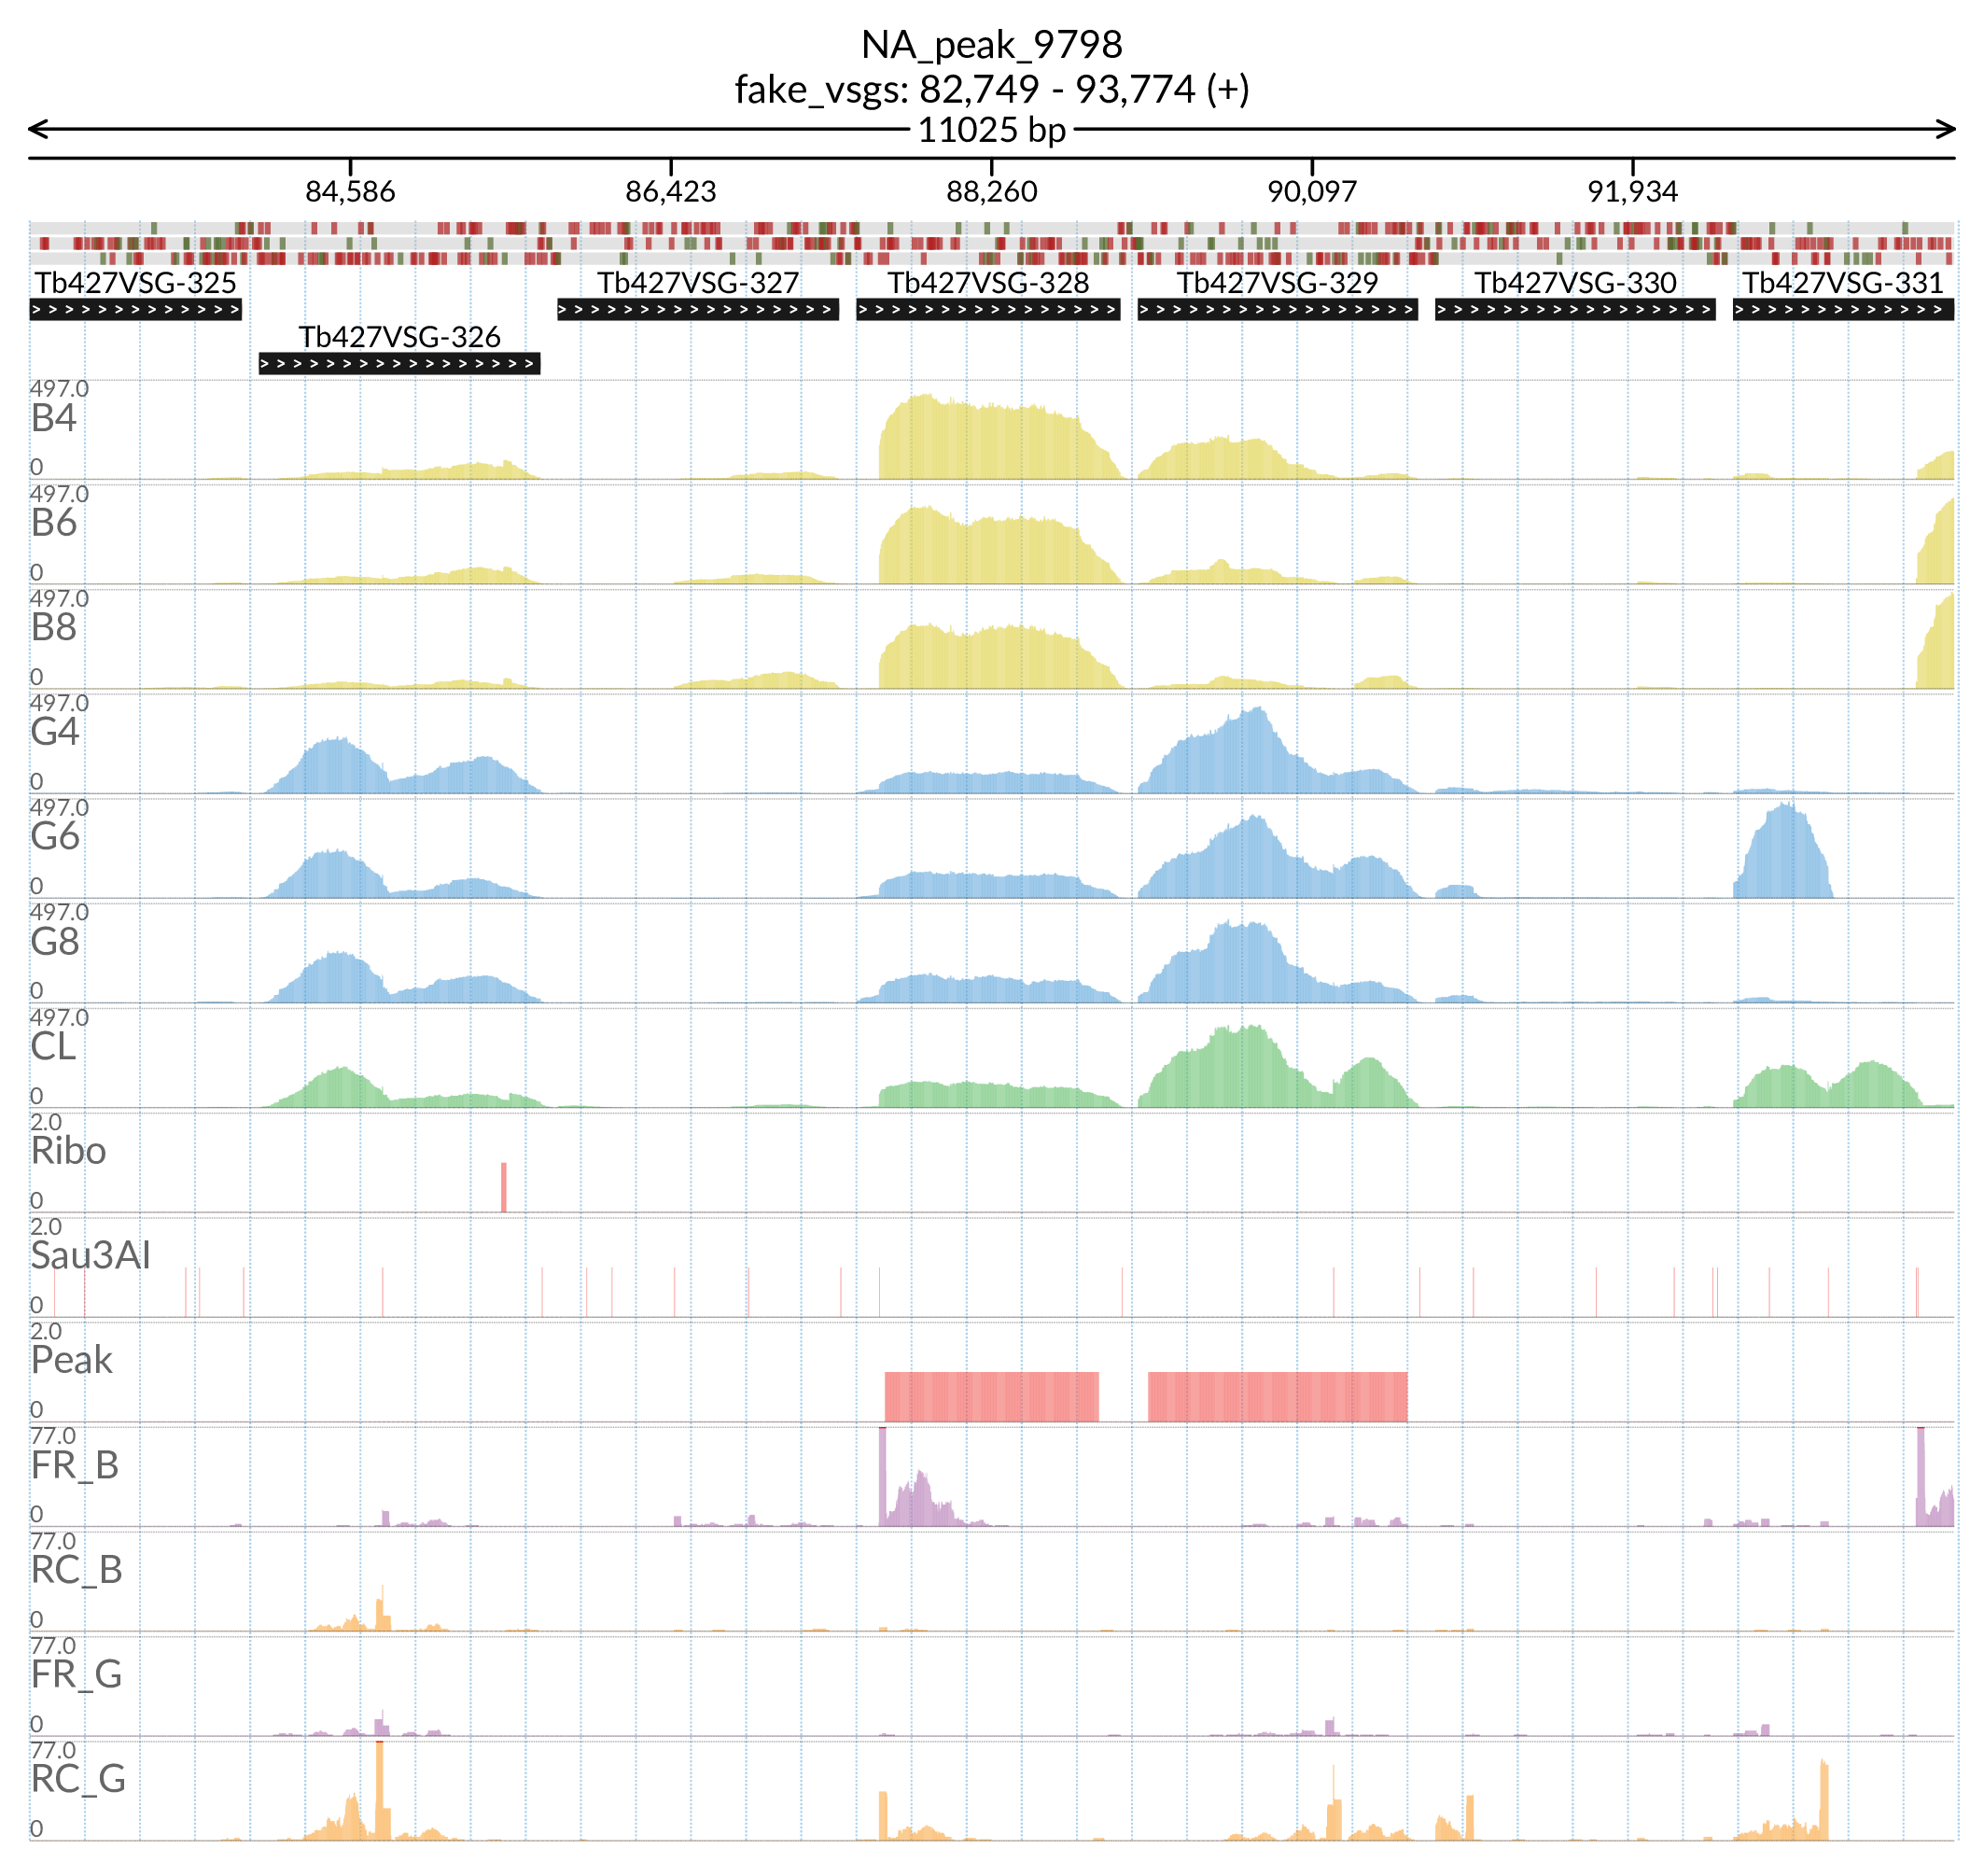 NA_peak_9798
fake_vsgs: 82,749 - 93,774 (+)
11025 bp
84,586 86,423 88,260 90,097 91,934
Tb427VSG-325 Tb427VSG-327 Tb427VSG-328 Tb427VSG-329 Tb427VSG-330 Tb427VSG-331
Tb427VSG-326
497.0
B4
0
497.0
B6
0
497.0
B8
0
497.0
G4
0
497.0
G6
0
497.0
G8
0
497.0
CL
0
2.0
Ribo
0
2.0
Sau3AI
0
2.0
Peak
0
77.0
FR_B
0
77.0
RC_B
0
77.0
FR_G
0
77.0
RC_G
0